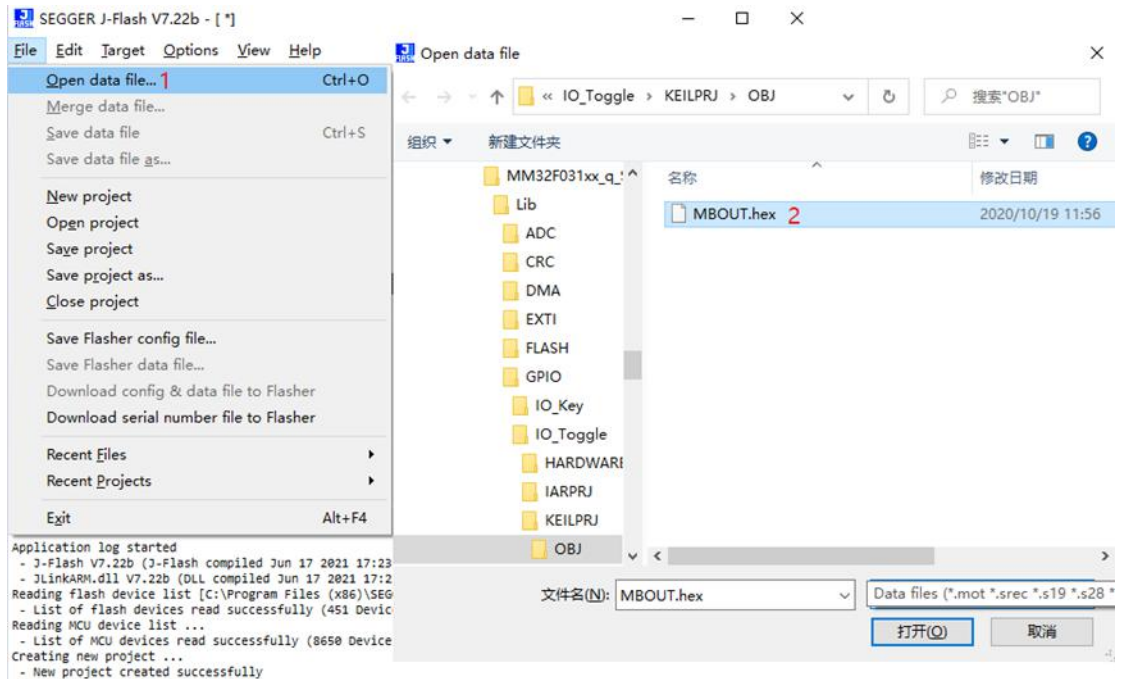 SEGGER J-Flash V7.22b - [ *]
File Edit Target Options View Help
Open data file... 1 Ctrl+O
Merge data file...
Save data file Ctrl+S
Save data file as...
New project
Open project
Save project
Save project as...
Close project
Save Flasher config file...
Save Flasher data file...
Download config & data file to Flasher
Download serial number file to Flasher
Recent Files
Recent Projects
Exit Alt+F4
Application log started
- J-Flash V7.22b (J-Flash compiled Jun 17 2021 17:23
- JLinkARM.dll V7.22b (DLL compiled Jun 17 2021 17:2
Reading flash device list [C:\Program Files (x86)\SEG
- List of flash devices read successfully (451 Devic
Reading MCU device list ...
- List of MCU devices read successfully (8650 Device
Creating new project ...
- New project created successfully
Open data file
« IO_Toggle › KEILPRJ › OBJ
搜索"OBJ"
组织 新建文件夹
MM32F031xx_q_
Lib
ADC
CRC
DMA
EXTI
FLASH
GPIO
IO_Key
IO_Toggle
HARDWARE
IARPRJ
KEILPRJ
OBJ
名称 修改日期
MBOUT.hex 2 2020/10/19 11:56
文件名(N): MBOUT.hex
Data files (*.mot *.srec *.s19 *.s28 *
打开(O) 取消